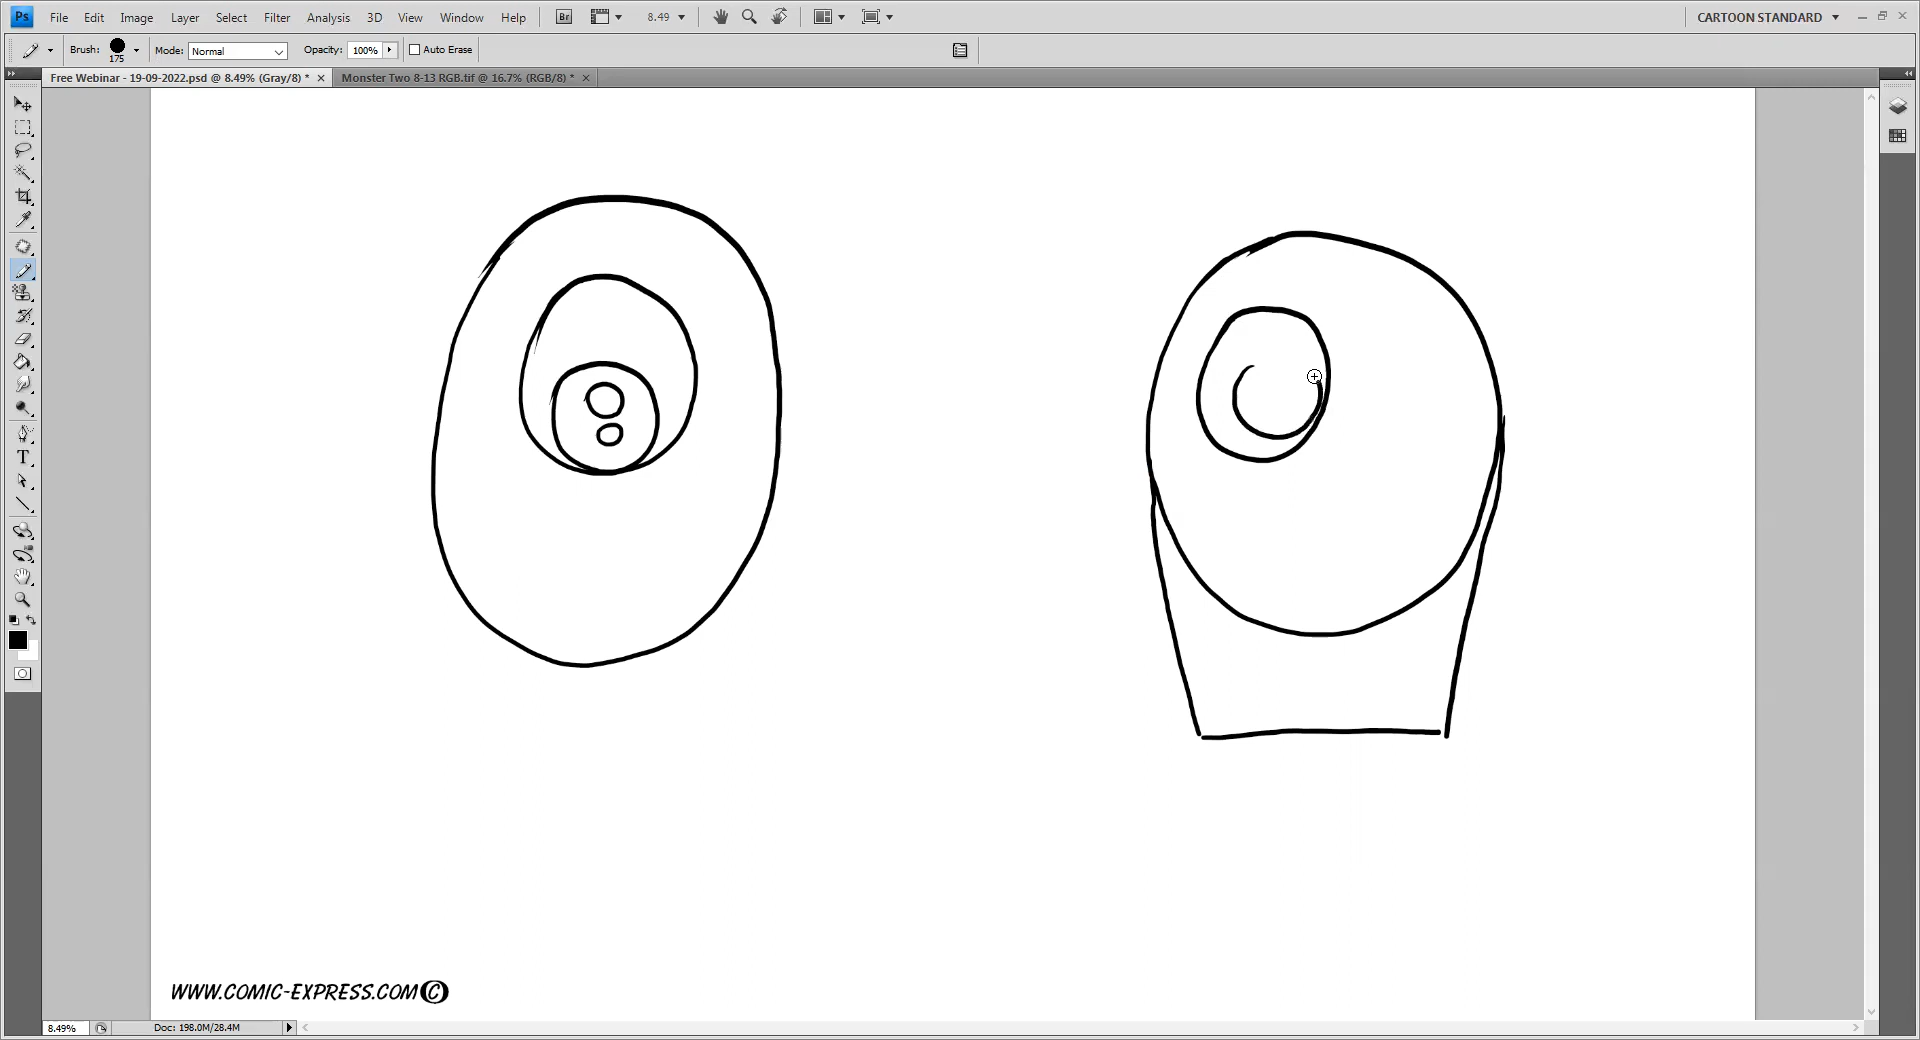 Ps File Edit Image Layer Select Filter Analysis 3D View Window Help Br 8.49 CARTOON STANDARD
Brush: 175 Mode: Normal Opacity: 100% Auto Erase
Free Webinar - 19-09-2022.psd @ 8.49% (Gray/8) * Monster Two 8-13 RGB.tif @ 16.7% (RGB/8) *
T
WWW.COMIC-EXPRESS.COM ©
8.49% Doc: 198.0M/28.4M